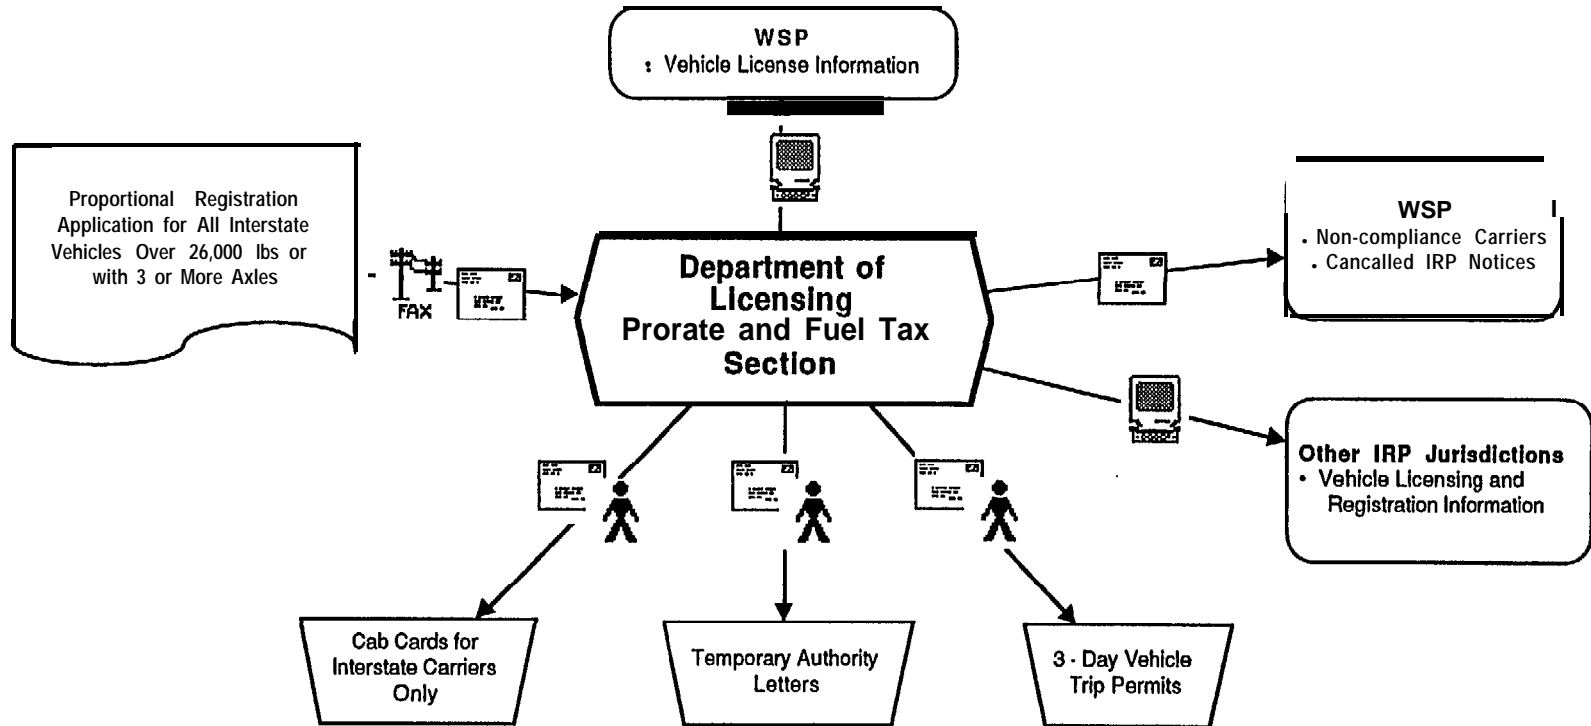 WSP
: Vehicle License Information
Proportional Registration
Application for All Interstate
Vehicles Over 26,000 lbs or
with 3 or More Axles
FAX
Department of
Licensing
Prorate and Fuel Tax
Section
WSP
. Non-compliance Carriers
. Cancalled IRP Notices
Other IRP Jurisdictions
• Vehicle Licensing and
Registration Information
Cab Cards for
Interstate Carriers
Only
Temporary Authority
Letters
3 - Day Vehicle
Trip Permits